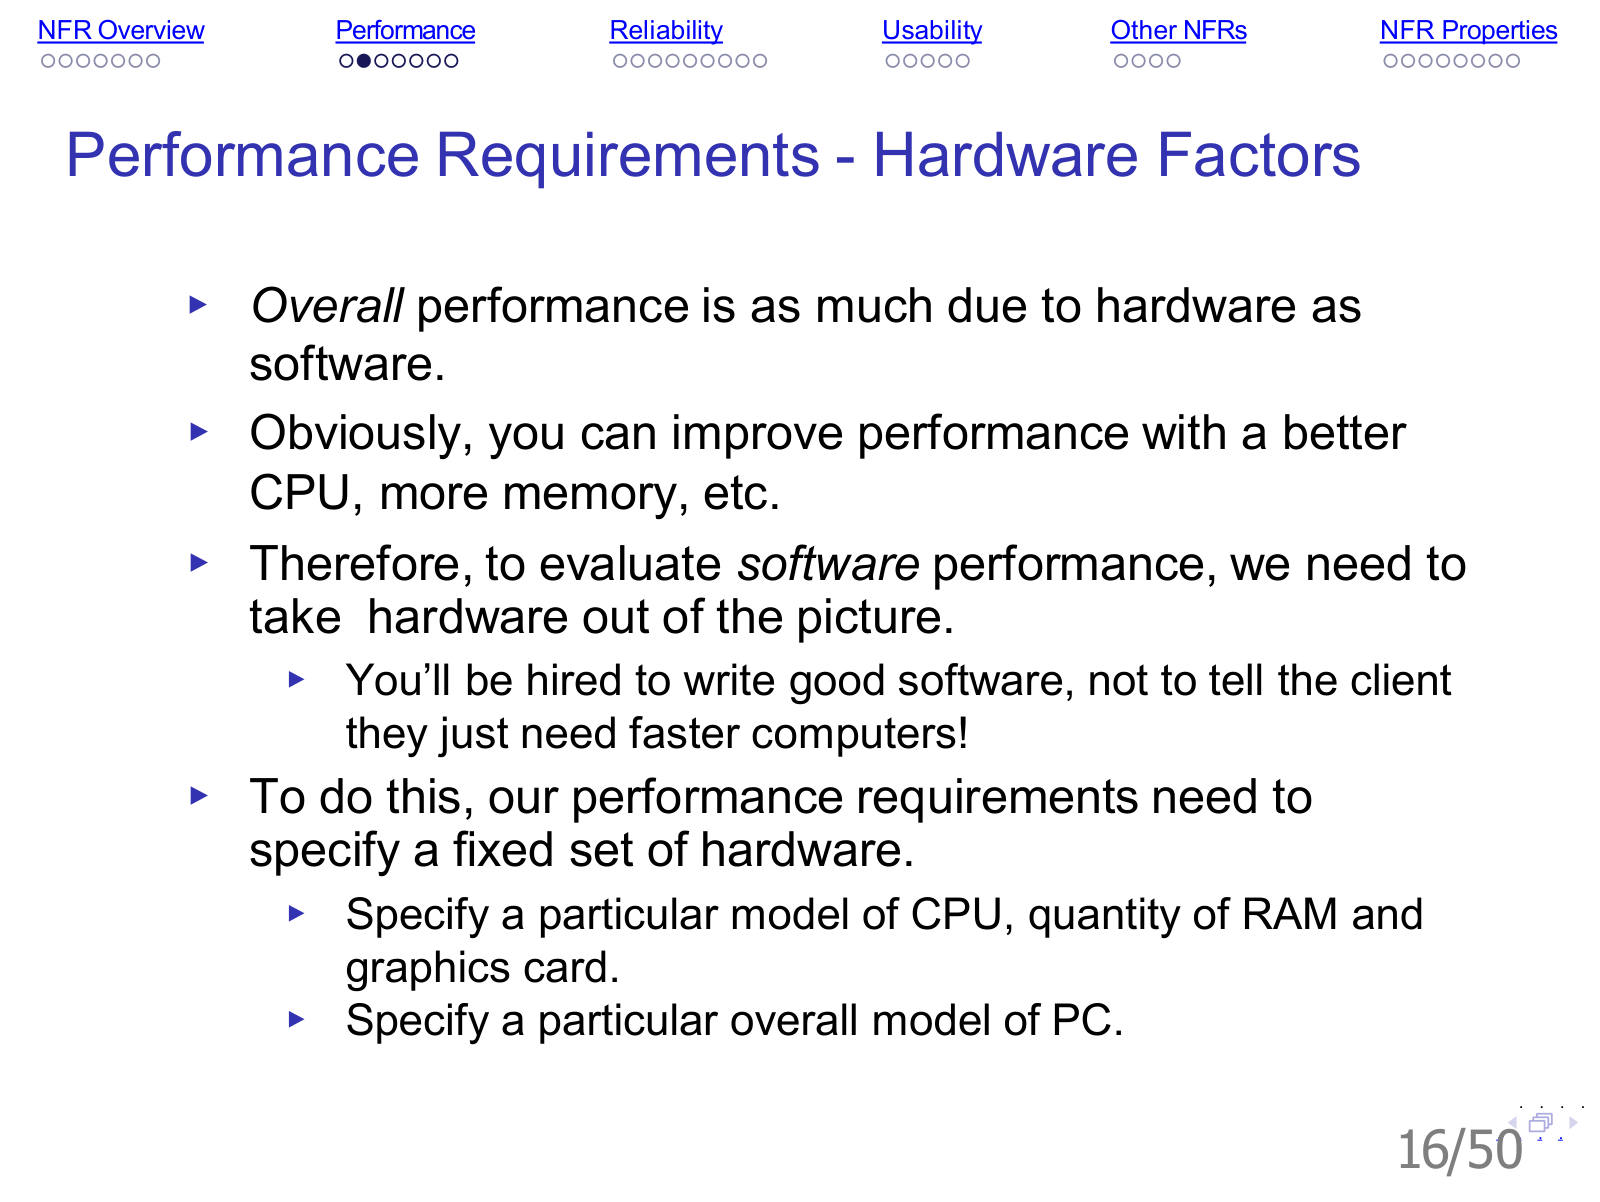 NFR Overview Performance Reliability Usability Other NFRs NFR Properties
Performance Requirements - Hardware Factors
Overall performance is as much due to hardware as
software.
Obviously, you can improve performance with a better
CPU, more memory, etc.
Therefore, to evaluate software performance, we need to
take hardware out of the picture.
You’ll be hired to write good software, not to tell the client
they just need faster computers!
To do this, our performance requirements need to
specify a fixed set of hardware.
Specify a particular model of CPU, quantity of RAM and
graphics card.
Specify a particular overall model of PC.
16/50